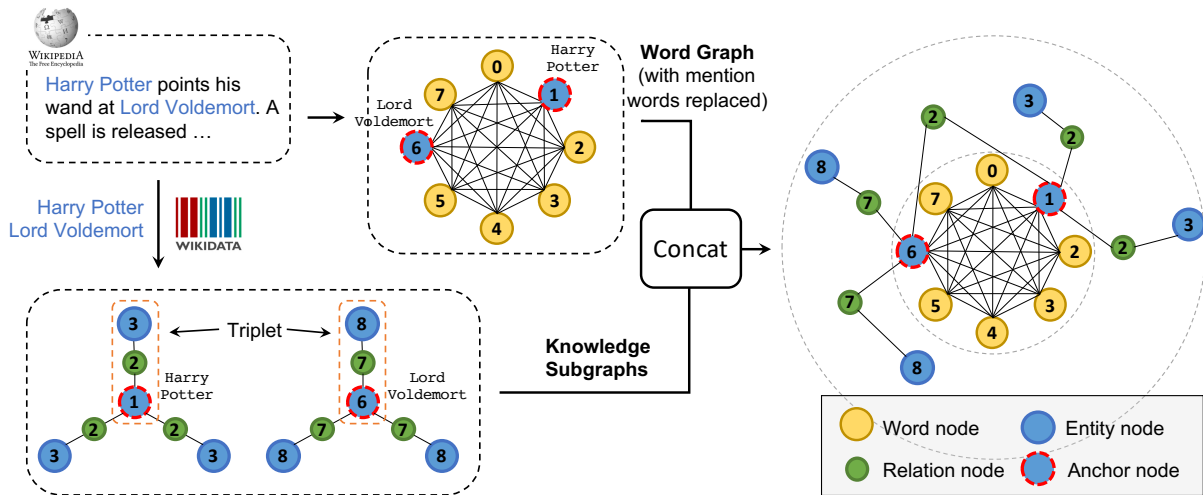 WIKIPEDIA
The Free Encyclopedia
Harry Potter points his
wand at Lord Voldemort. A
spell is released ...
Harry Potter
Lord Voldemort
WIKIDATA
Harry
Potter
Lord
Voldemort
0
7
1
6
2
5
3
4
Word Graph
(with mention
words replaced)
Triplet
3
2
Harry
Potter
1
2
2
3
3
8
7
Lord
Voldemort
6
7
7
8
8
Knowledge
Subgraphs
Concat
3
2
2
8
0
7
1
7
3
6
2
2
7
5
3
4
8
Word node
Entity node
Relation node
Anchor node